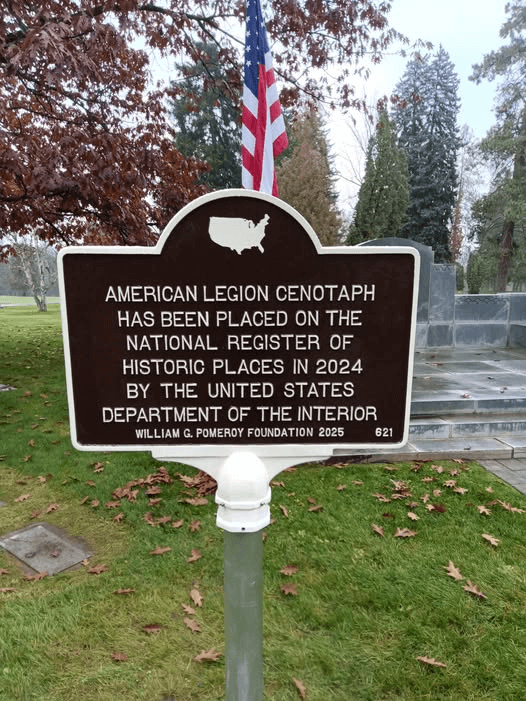 AMERICAN LEGION CENOTAPH
HAS BEEN PLACED ON THE
NATIONAL REGISTER OF
HISTORIC PLACES IN 2024
BY THE UNITED STATES
DEPARTMENT OF THE INTERIOR
WILLIAM G. POMEROY FOUNDATION 2025 621